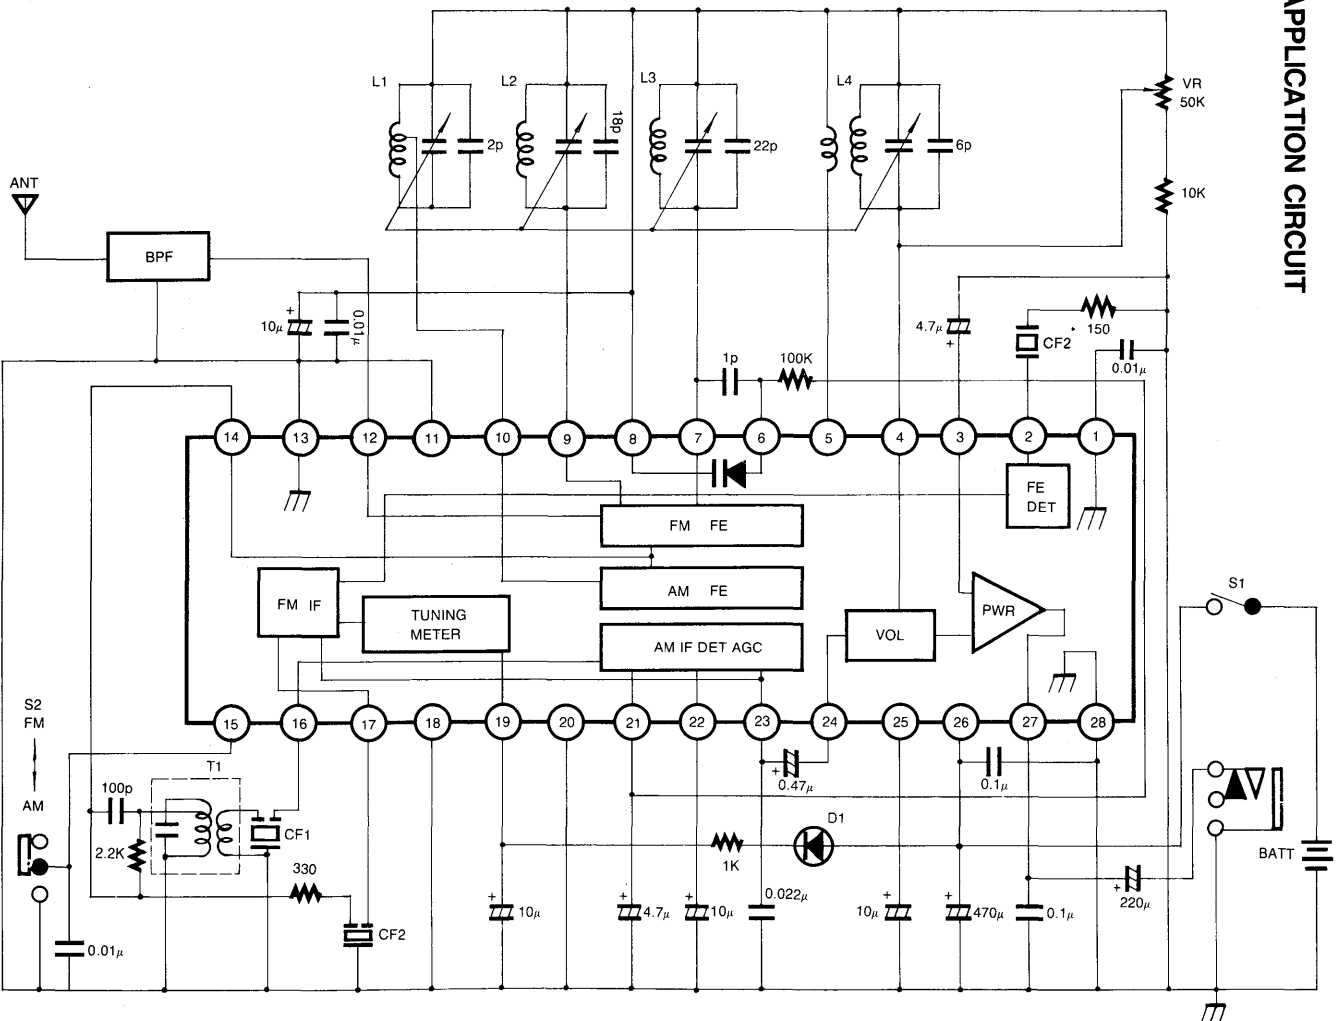 APPLICATION CIRCUIT
L1
L2
L3
L4
VR
50K
2p
18p
22p
6p
10K
ANT
BPF
+
10μ
0.01μ
4.7μ
+
CF2
150
0.01μ
1p
100K
14
13
12
11
10
9
8
7
6
5
4
3
2
1
FE
DET
FM FE
AM FE
FM IF
TUNING
METER
AM IF DET AGC
VOL
PWR
S1
S2
FM
AM
15
16
17
18
19
20
21
22
23
24
25
26
27
28
T1
100p
2.2K
CF1
330
CF2
0.01μ
+
0.47μ
0.1μ
D1
1K
+
10μ
+
4.7μ
+
10μ
0.022μ
+
10μ
+
470μ
0.1μ
+
220μ
BATT